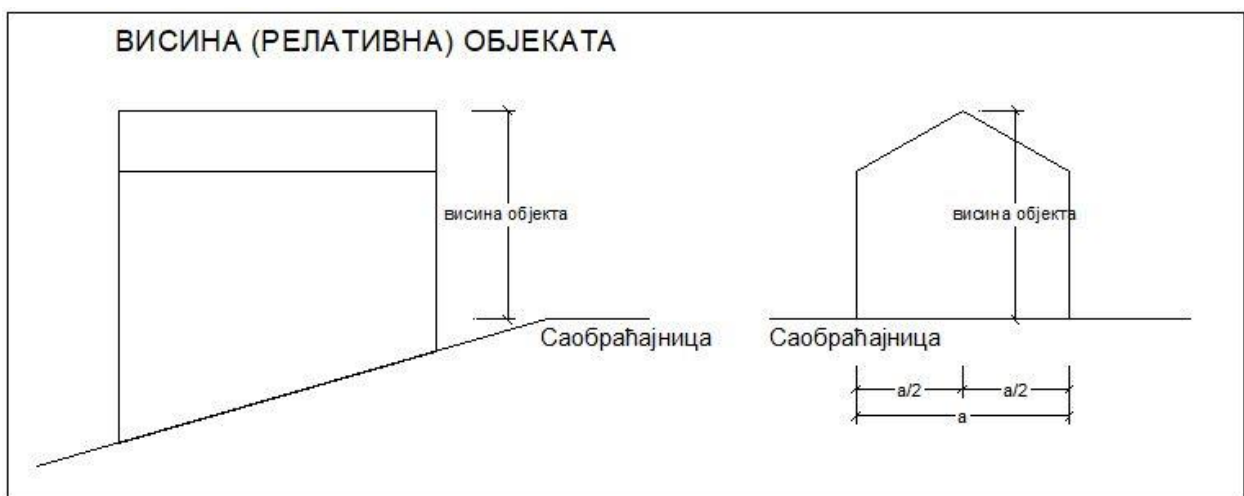 ВИСИНА (РЕЛАТИВНА) ОБЈЕКАТА
висина објекта
висина објекта
Саобраћајница
Саобраћајница
a/2
a/2
a